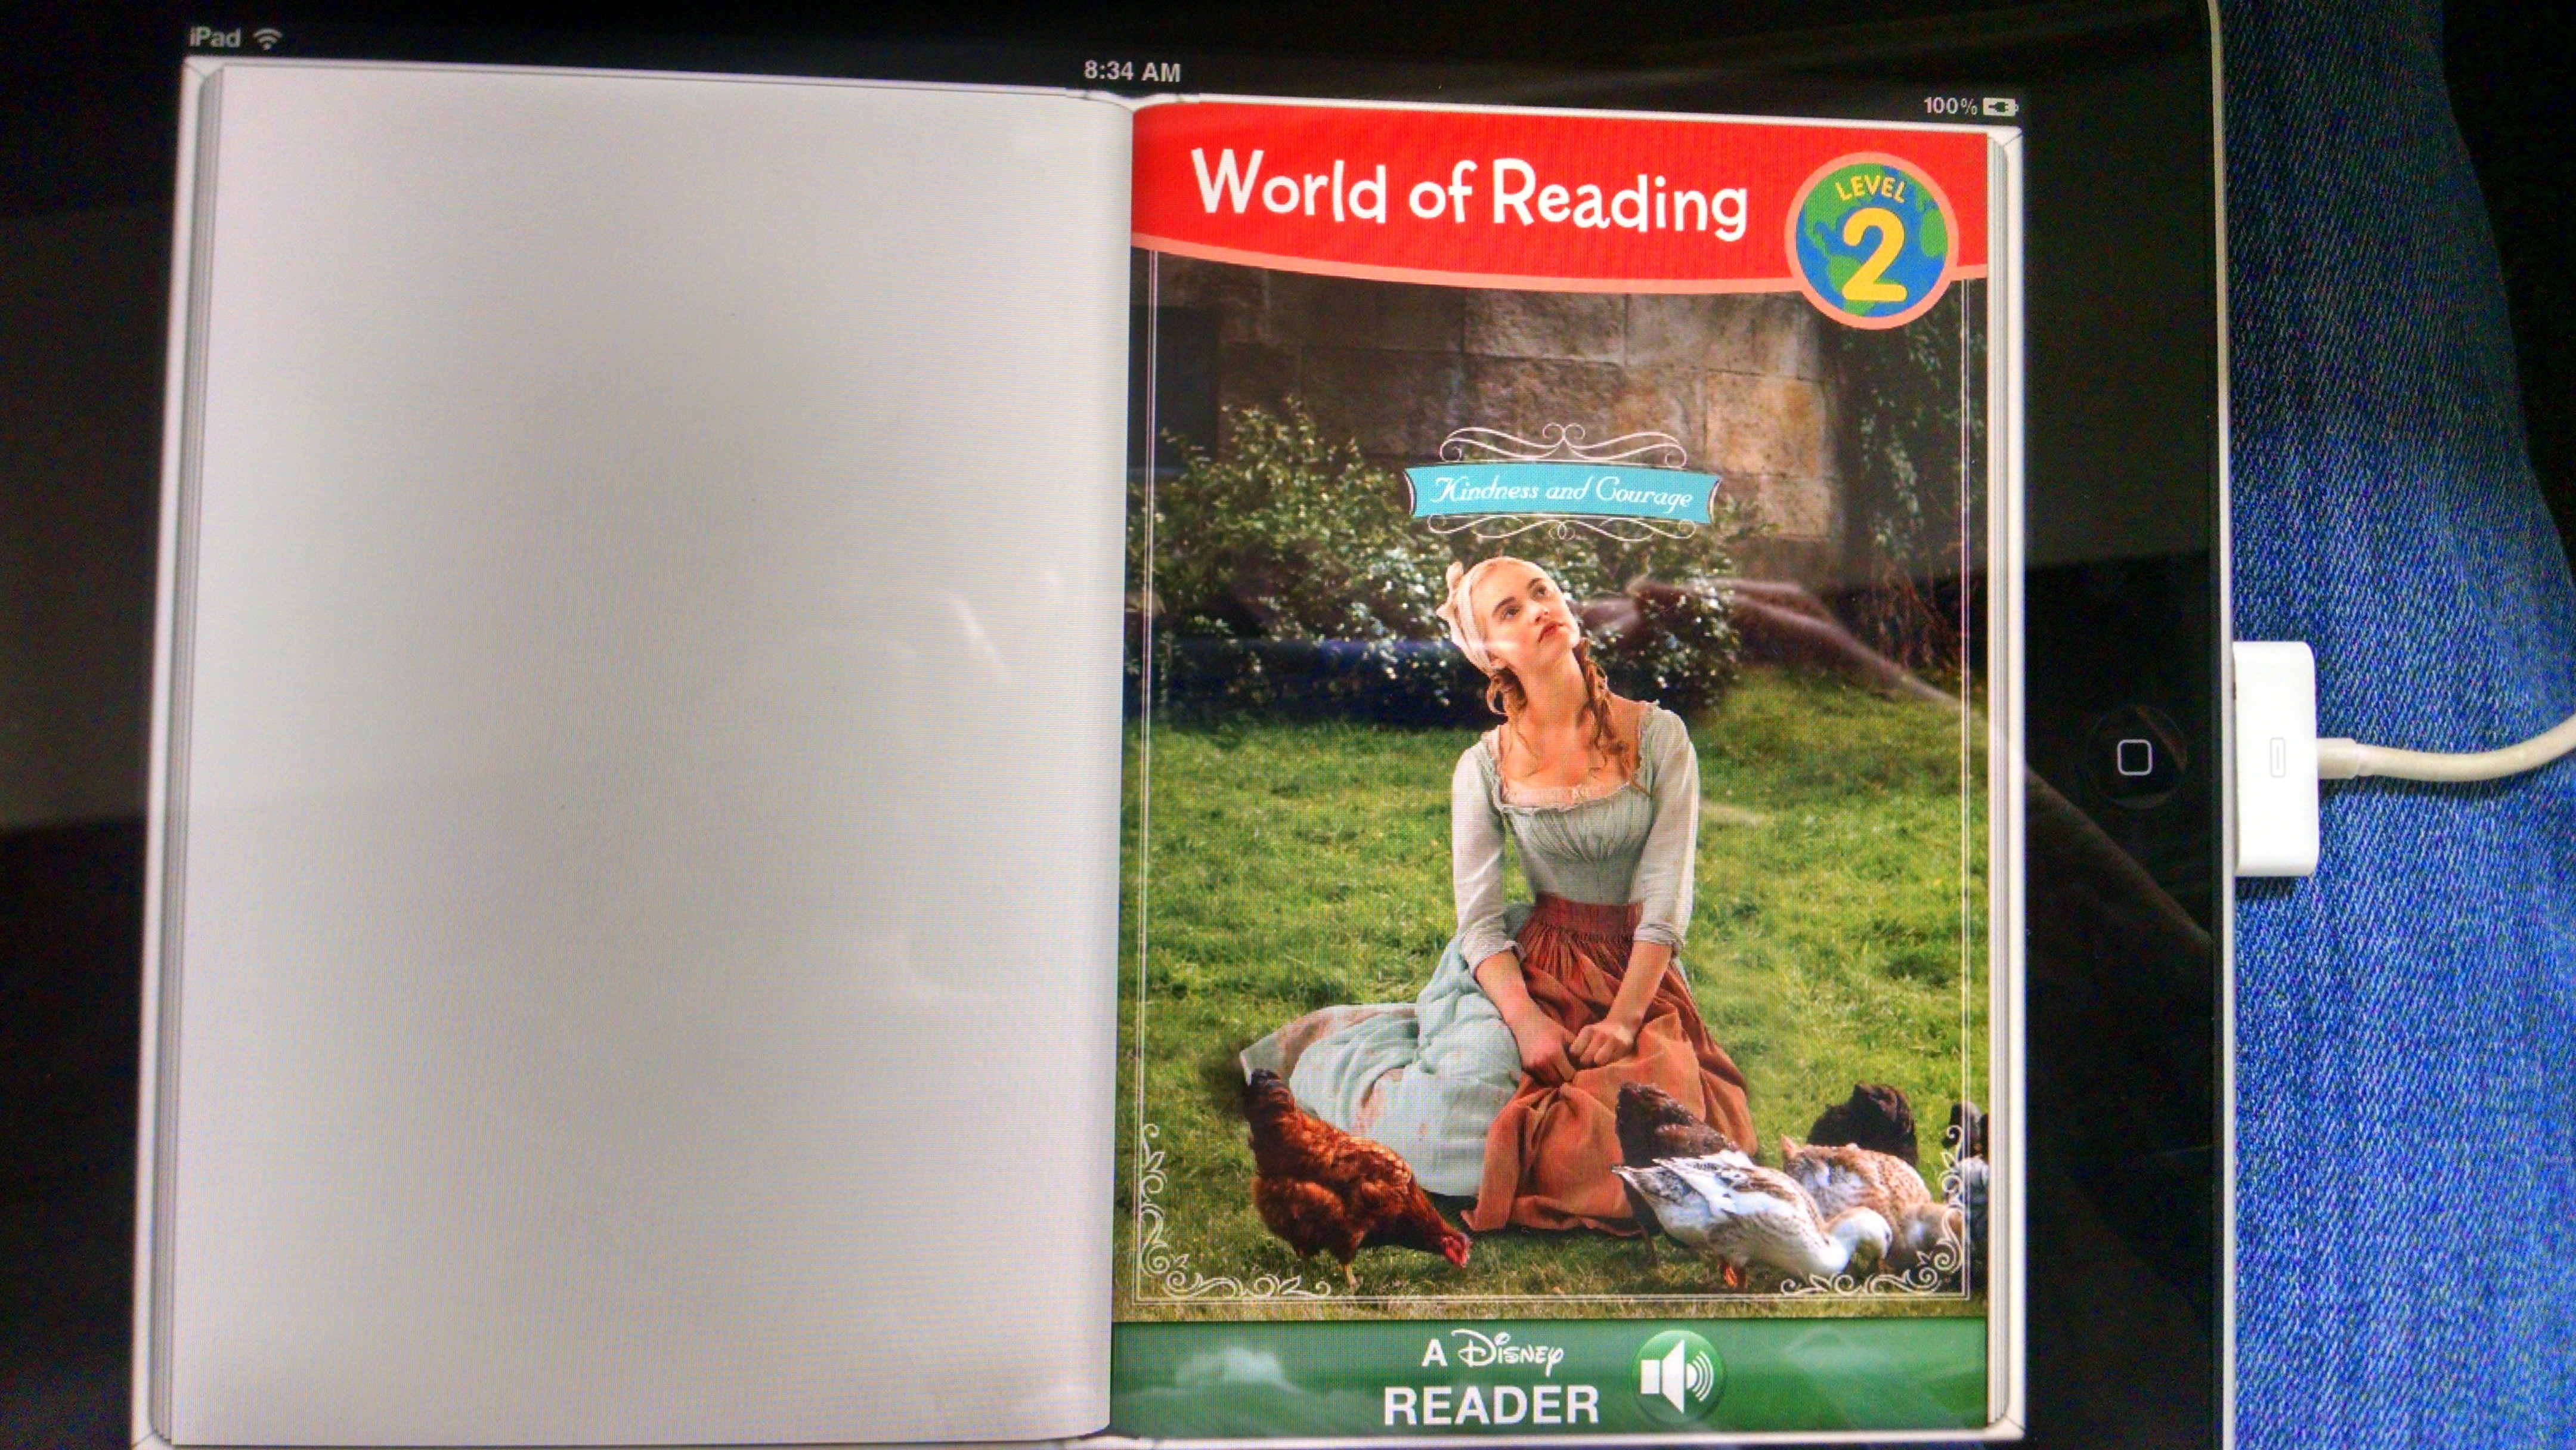 iPad
8:34 AM
100%
World of Reading
LEVEL
2
Kindness and Courage
A Disney
READER